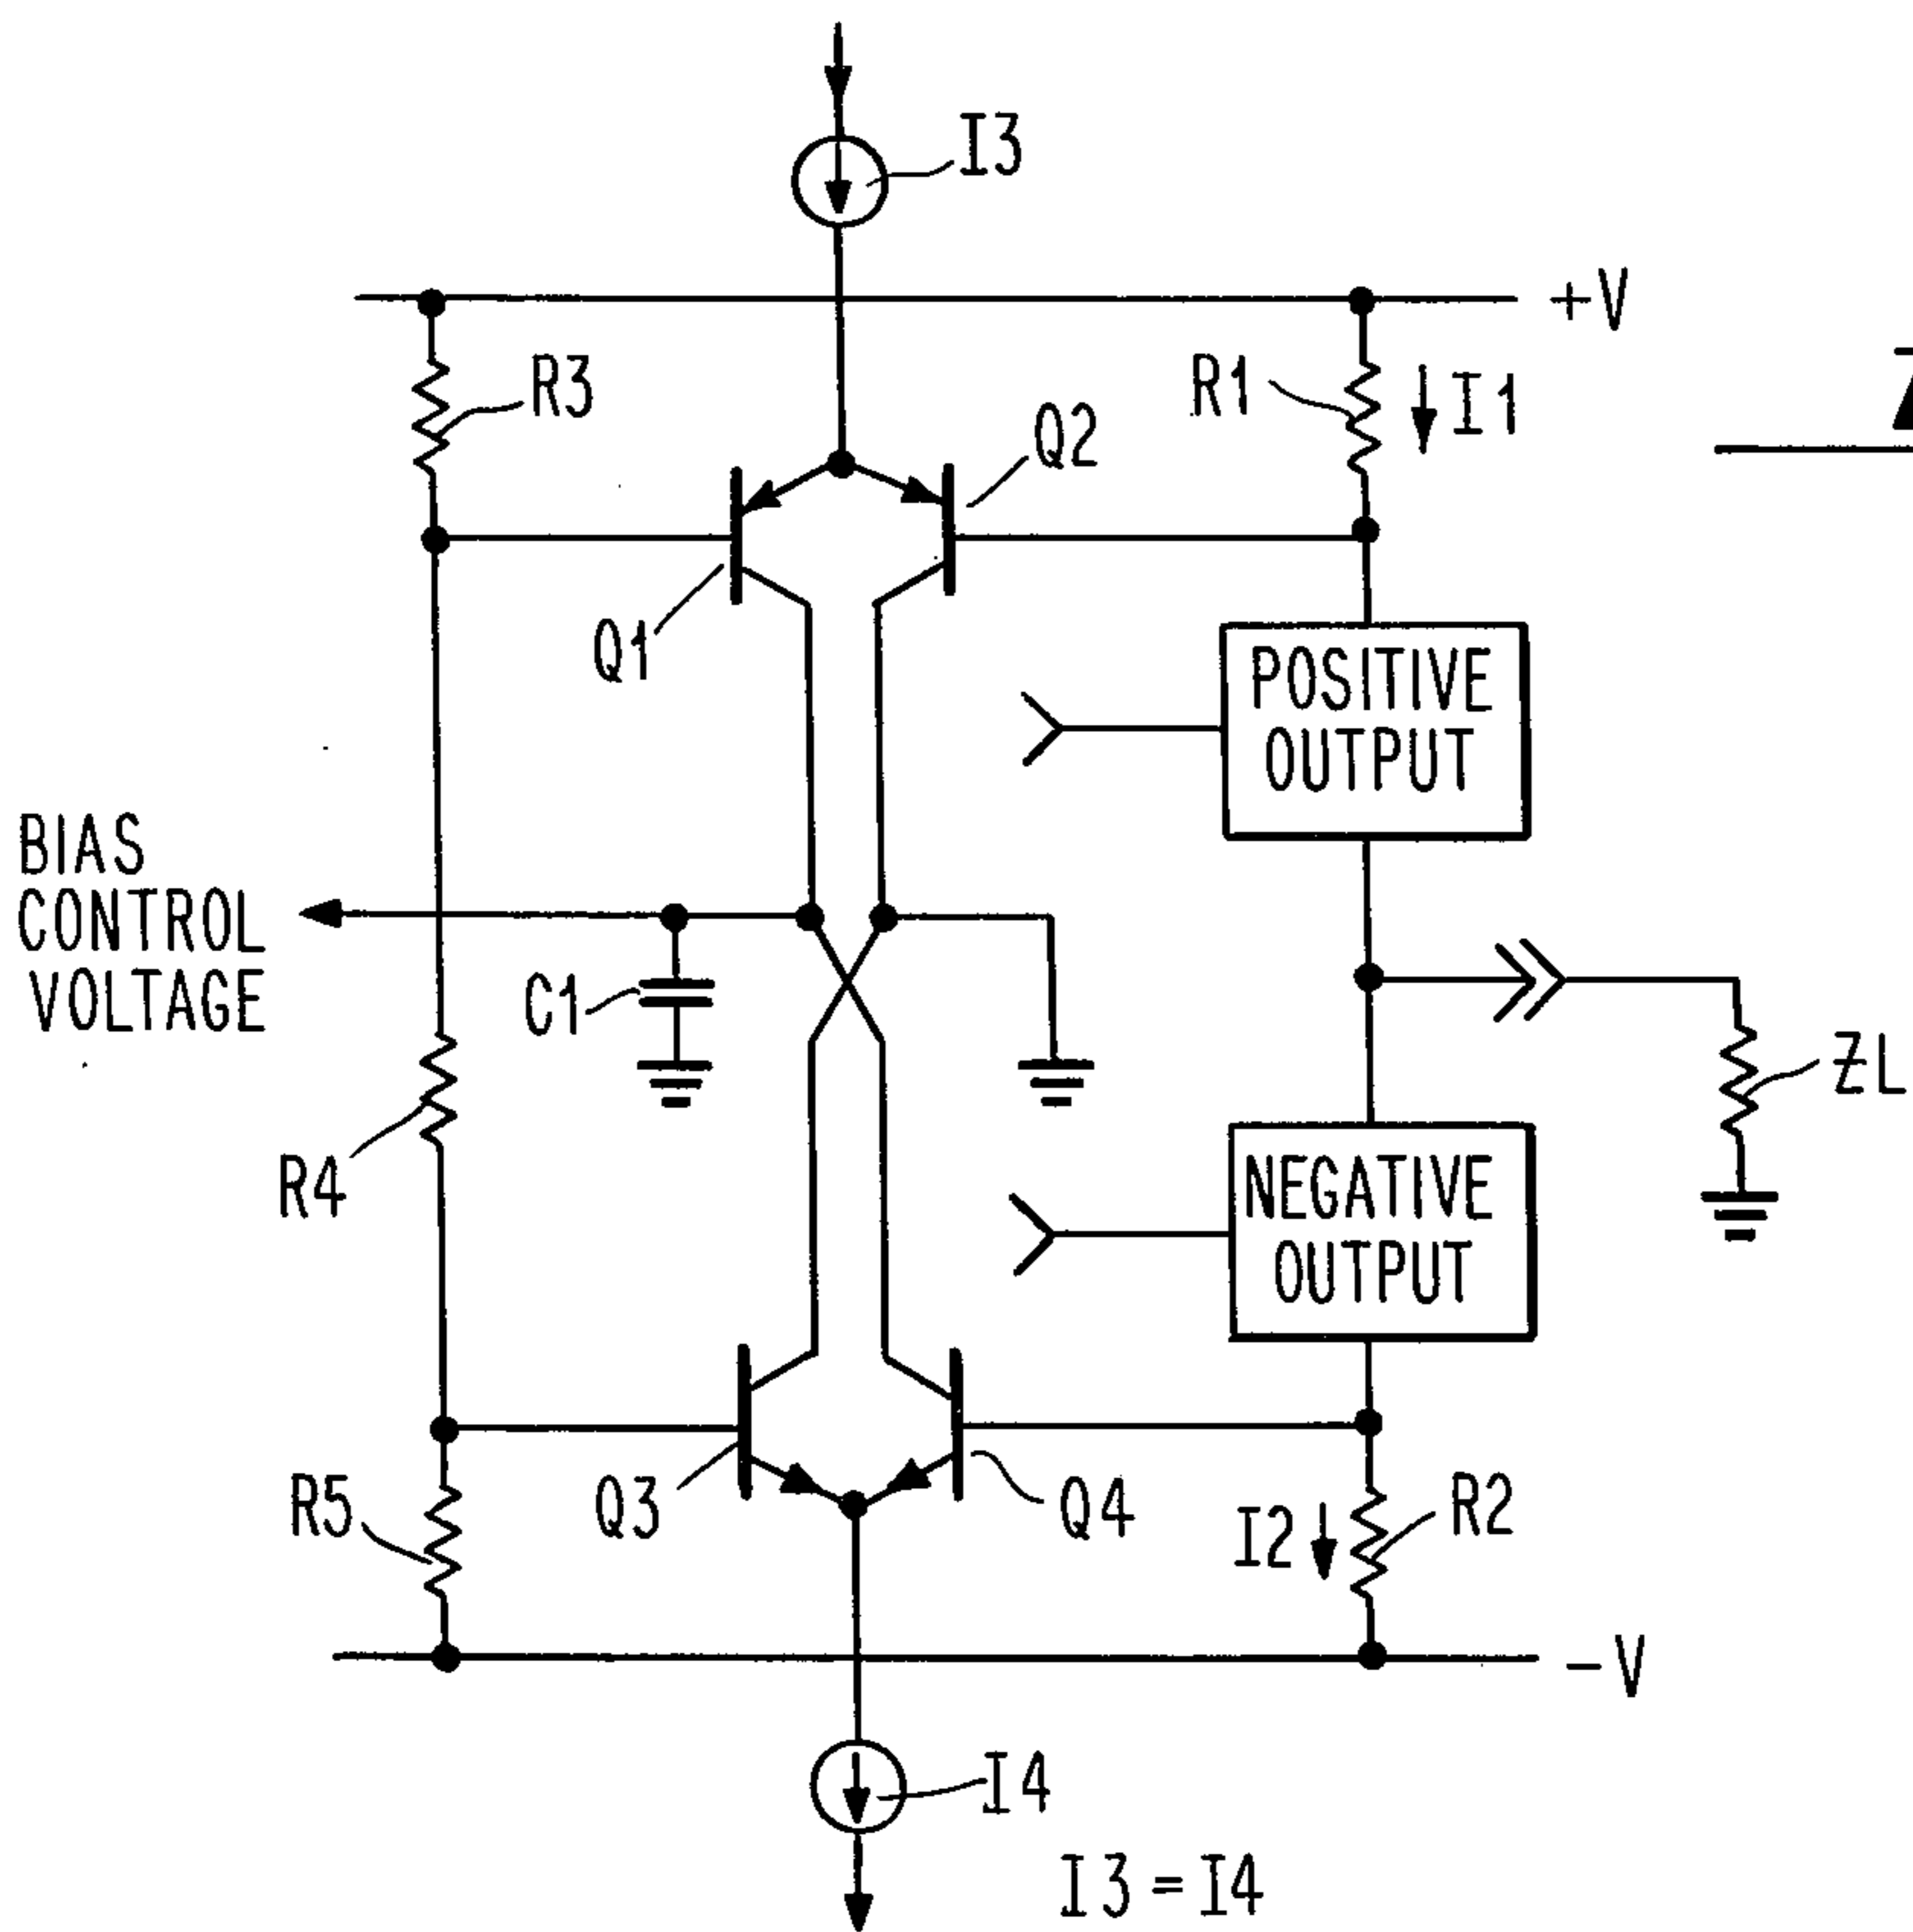 I3
+V
R3
R1
I1
Q2
Q1
POSITIVE
OUTPUT
BIAS
CONTROL
VOLTAGE
C1
ZL
R4
NEGATIVE
OUTPUT
R5
Q3
Q4
I2
R2
-V
I4
I3=I4